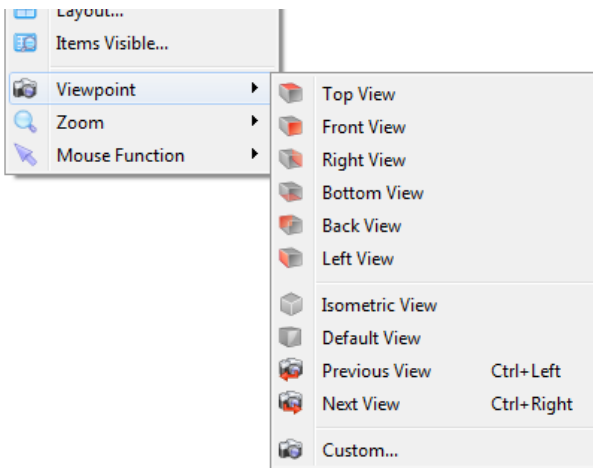 Layout...
Items Visible...
Viewpoint
Zoom
Mouse Function
Top View
Front View
Right View
Bottom View
Back View
Left View
Isometric View
Default View
Previous View Ctrl+Left
Next View Ctrl+Right
Custom...